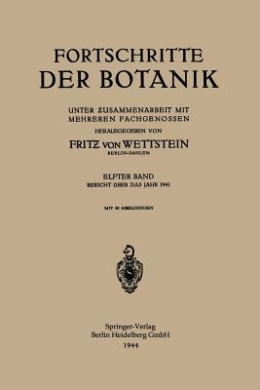 FORTSCHRITTE
DER BOTANIK
UNTER ZUSAMMENARBEIT MIT
MEHREREN FACHGENOSSEN
HERAUSGEGEBEN VON
FRITZ VON WETTSTEIN
BERLIN-DAHLEM
ELFTER BAND
BERICHT ÜBER DAS JAHR 1941
MIT 39 ABBILDUNGEN
Springer-Verlag
Berlin Heidelberg GmbH
1944